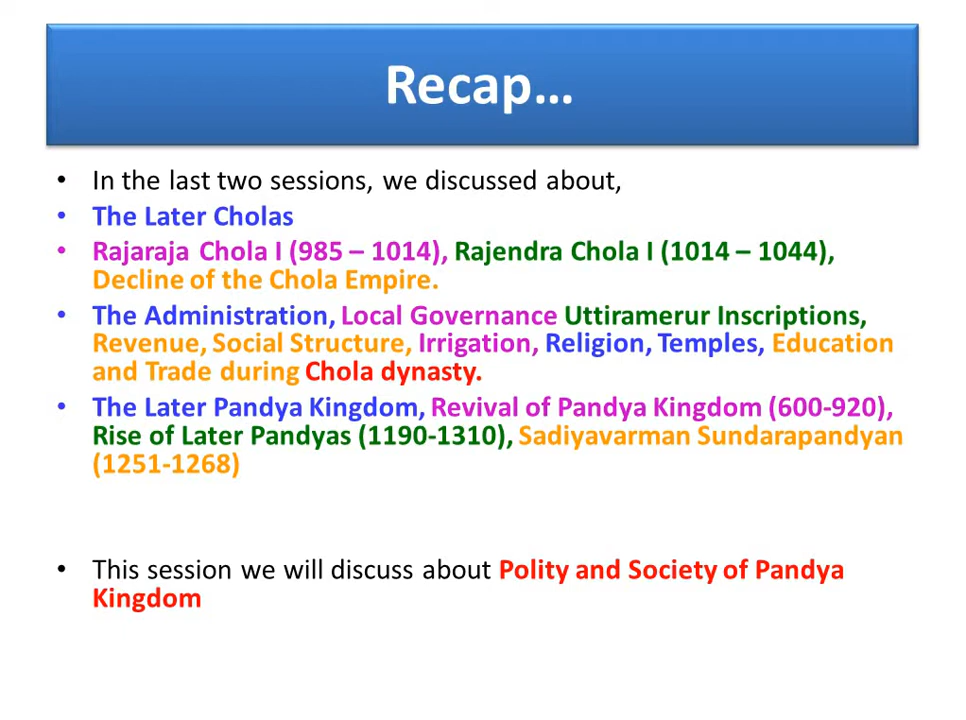 Recap...
• In the last two sessions, we discussed about,
• The Later Cholas
• Rajaraja Chola I (985 – 1014), Rajendra Chola I (1014 – 1044),
Decline of the Chola Empire.
• The Administration, Local Governance Uttiramerur Inscriptions,
Revenue, Social Structure, Irrigation, Religion, Temples, Education
and Trade during Chola dynasty.
• The Later Pandya Kingdom, Revival of Pandya Kingdom (600-920),
Rise of Later Pandyas (1190-1310), Sadiyavarman Sundarapandyan
(1251-1268)
• This session we will discuss about Polity and Society of Pandya
Kingdom